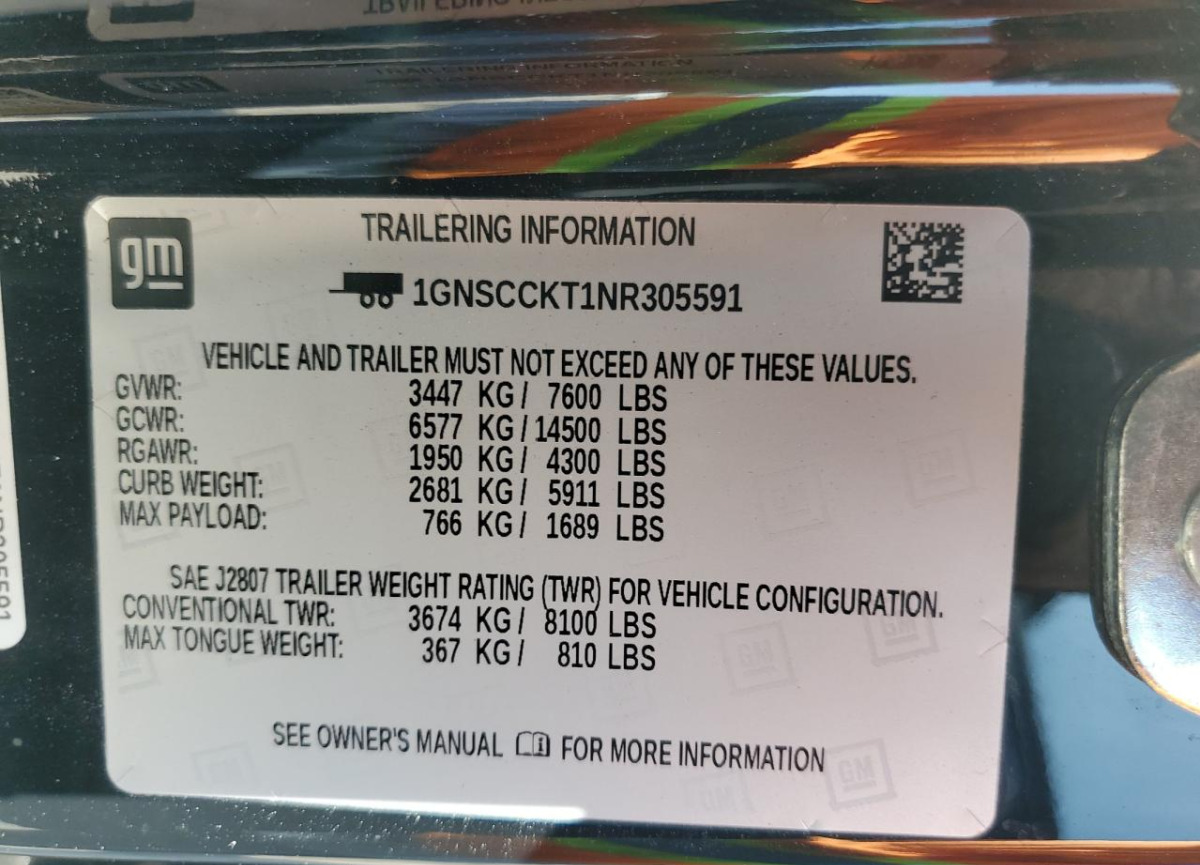 TRAILERING INFORMATION
gm
TRAILERING INFORMATION
1GNSCCKT1NR305591
VEHICLE AND TRAILER MUST NOT EXCEED ANY OF THESE VALUES.
GVWR: 3447 KG / 7600 LBS
GCWR: 6577 KG / 14500 LBS
RGAWR: 1950 KG / 4300 LBS
CURB WEIGHT: 2681 KG / 5911 LBS
MAX PAYLOAD: 766 KG / 1689 LBS
SAE J2807 TRAILER WEIGHT RATING (TWR) FOR VEHICLE CONFIGURATION.
CONVENTIONAL TWR: 3674 KG / 8100 LBS
MAX TONGUE WEIGHT: 367 KG / 810 LBS
SEE OWNER'S MANUAL FOR MORE INFORMATION